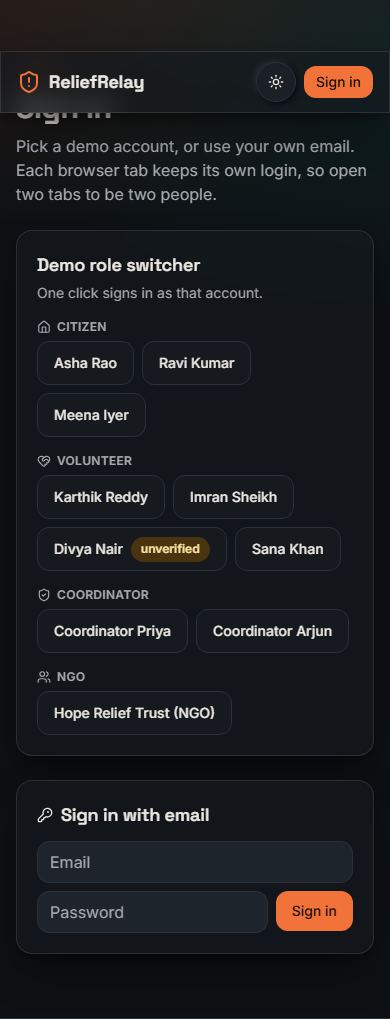 ReliefRelay
Sign in
Sign in
Pick a demo account, or use your own email.
Each browser tab keeps its own login, so open
two tabs to be two people.
Demo role switcher
One click signs in as that account.
CITIZEN
Asha Rao
Ravi Kumar
Meena Iyer
VOLUNTEER
Karthik Reddy
Imran Sheikh
Divya Nair unverified
Sana Khan
COORDINATOR
Coordinator Priya
Coordinator Arjun
NGO
Hope Relief Trust (NGO)
Sign in with email
Email
Password
Sign in